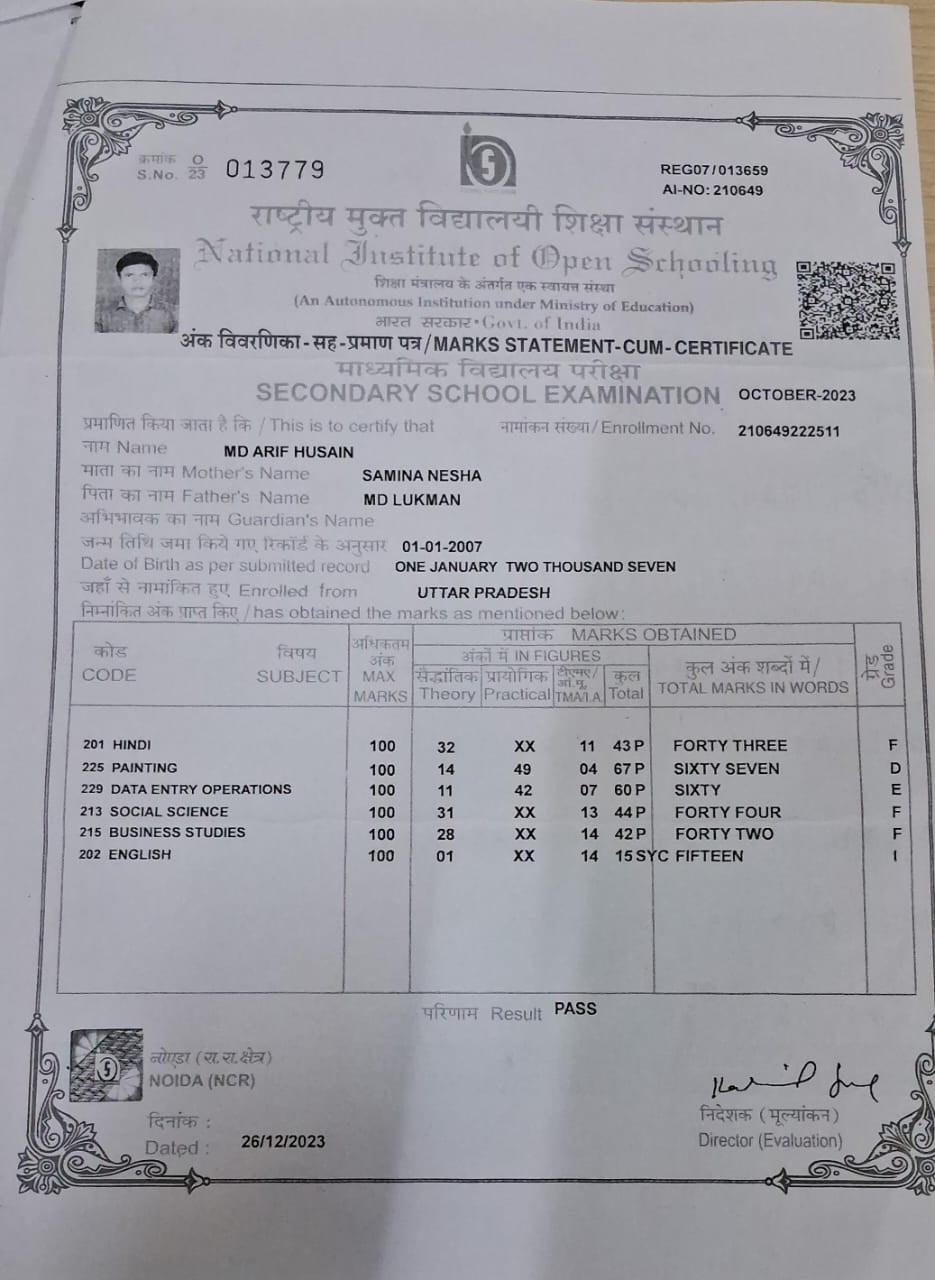 क्रमांक O
S.No. 23 013779
REG07/013659
AI-NO: 210649
राष्ट्रीय मुक्त विद्यालयी शिक्षा संस्थान
National Institute of Open Schooling
शिक्षा मंत्रालय के अंतर्गत एक स्वायत्त संस्था
(An Autonomous Institution under Ministry of Education)
भारत सरकार • Govt. of India
अंक विवरणिका - सह - प्रमाण पत्र / MARKS STATEMENT-CUM-CERTIFICATE
माध्यमिक विद्यालय परीक्षा
SECONDARY SCHOOL EXAMINATION OCTOBER-2023
प्रमाणित किया जाता है कि / This is to certify that नामांकन संख्या / Enrollment No. 210649222511
नाम Name MD ARIF HUSAIN
माता का नाम Mother's Name SAMINA NESHA
पिता का नाम Father's Name MD LUKMAN
अभिभावक का नाम Guardian's Name
जन्म तिथि जमा किये गए रिकॉर्ड के अनुसार 01-01-2007
Date of Birth as per submitted record ONE JANUARY TWO THOUSAND SEVEN
जहाँ से नामांकित हुए Enrolled from UTTAR PRADESH
निम्नांकित अंक प्राप्त किए / has obtained the marks as mentioned below:
कोड
CODE
विषय
SUBJECT
अधिकतम
अंक
MAX
MARKS
प्राप्तांक MARKS OBTAINED
अंकों में IN FIGURES
सैद्धांतिक
Theory
प्रायोगिक
Practical
टीएमए/
आं.मू.
TMA/I.A.
कुल
Total
कुल अंक शब्दों में /
TOTAL MARKS IN WORDS
ग्रेड
Grade
201 HINDI 100 32 XX 11 43 P FORTY THREE F
225 PAINTING 100 14 49 04 67 P SIXTY SEVEN D
229 DATA ENTRY OPERATIONS 100 11 42 07 60 P SIXTY E
213 SOCIAL SCIENCE 100 31 XX 13 44 P FORTY FOUR F
215 BUSINESS STUDIES 100 28 XX 14 42 P FORTY TWO F
202 ENGLISH 100 01 XX 14 15 SYC FIFTEEN I
परिणाम Result PASS
नोएडा (रा.रा.क्षेत्र)
NOIDA (NCR)
दिनांक :
Dated : 26/12/2023
निदेशक (मूल्यांकन)
Director (Evaluation)